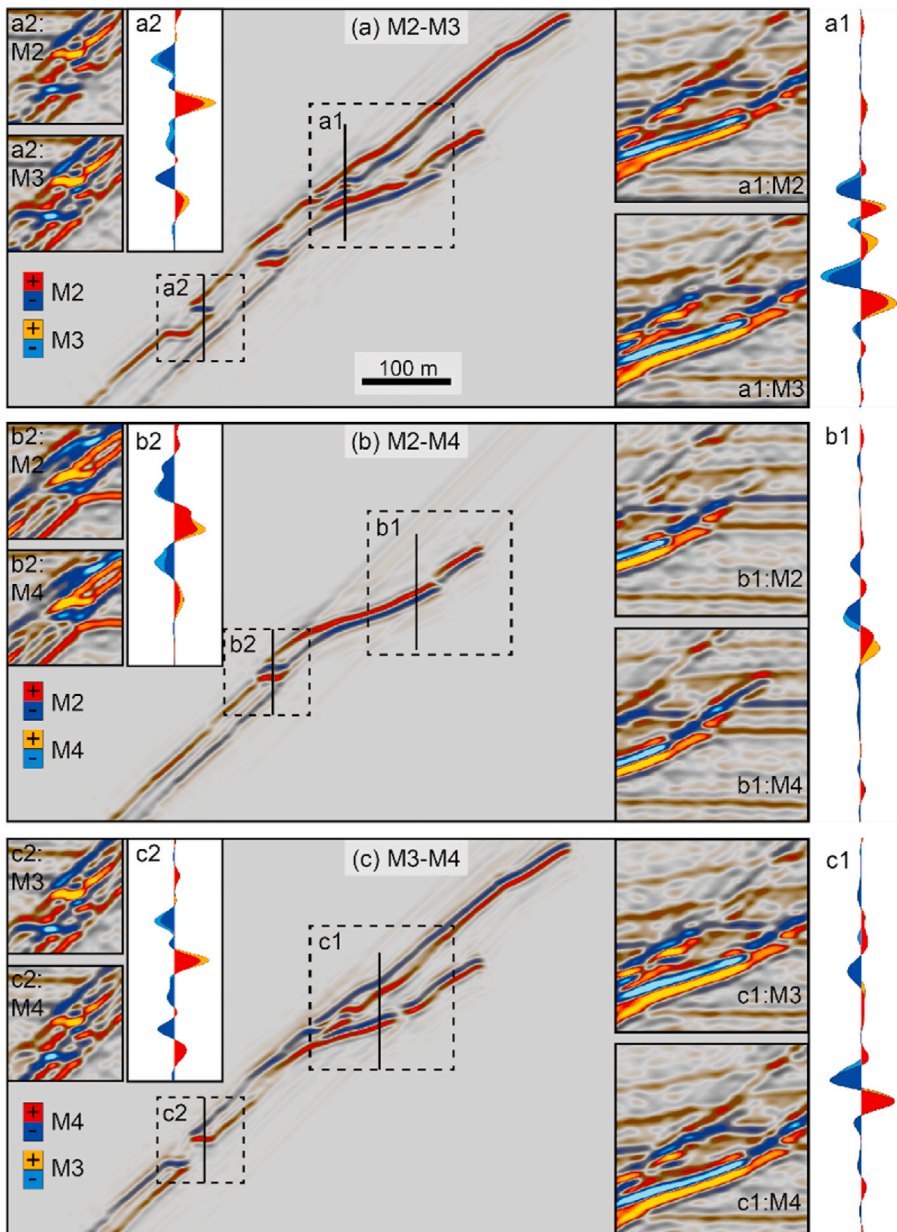 a2:
M2
a2
(a) M2-M3
a1
a1
a2:
M3
a1:M2
+
-
M2
a2
+
-
M3
100 m
a1:M3
b2:
M2
b2
(b) M2-M4
b1
b1
b2:
M4
b1:M2
b2
+
-
M2
+
-
M4
b1:M4
c2:
M3
c2
(c) M3-M4
c1
c1
c2:
M4
c1:M3
c2
+
-
M4
+
-
M3
c1:M4